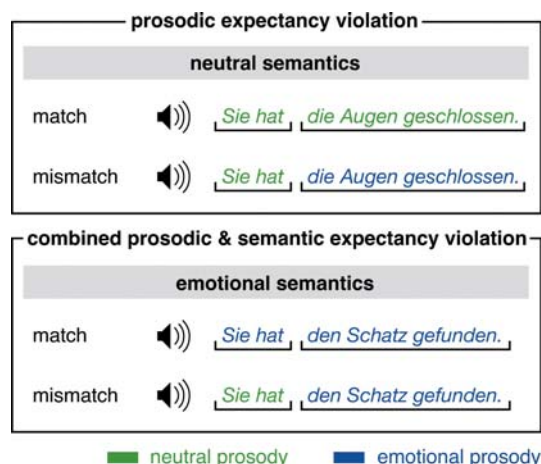 prosodic expectancy violation
neutral semantics
match Sie hat die Augen geschlossen.
mismatch Sie hat die Augen geschlossen.
combined prosodic & semantic expectancy violation
emotional semantics
match Sie hat den Schatz gefunden.
mismatch Sie hat den Schatz gefunden.
neutral prosody emotional prosody